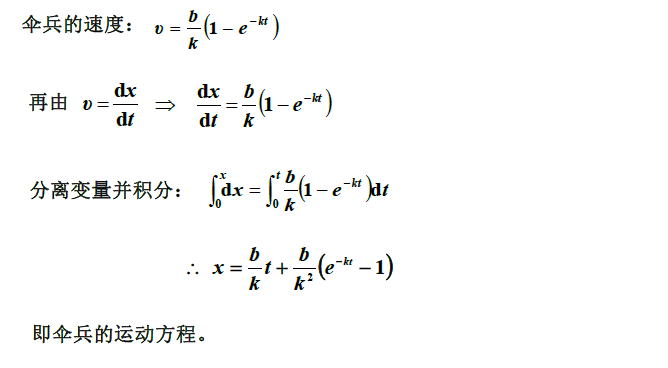 伞兵的速度： v = b/k (1 − e^{−kt})
再由 v = dx/dt ⇒ dx/dt = b/k (1 − e^{−kt})
分离变量并积分： ∫_0^x dx = ∫_0^t b/k (1 − e^{−kt}) dt
∴ x = b/k t + b/k² (e^{−kt} − 1)
即伞兵的运动方程。